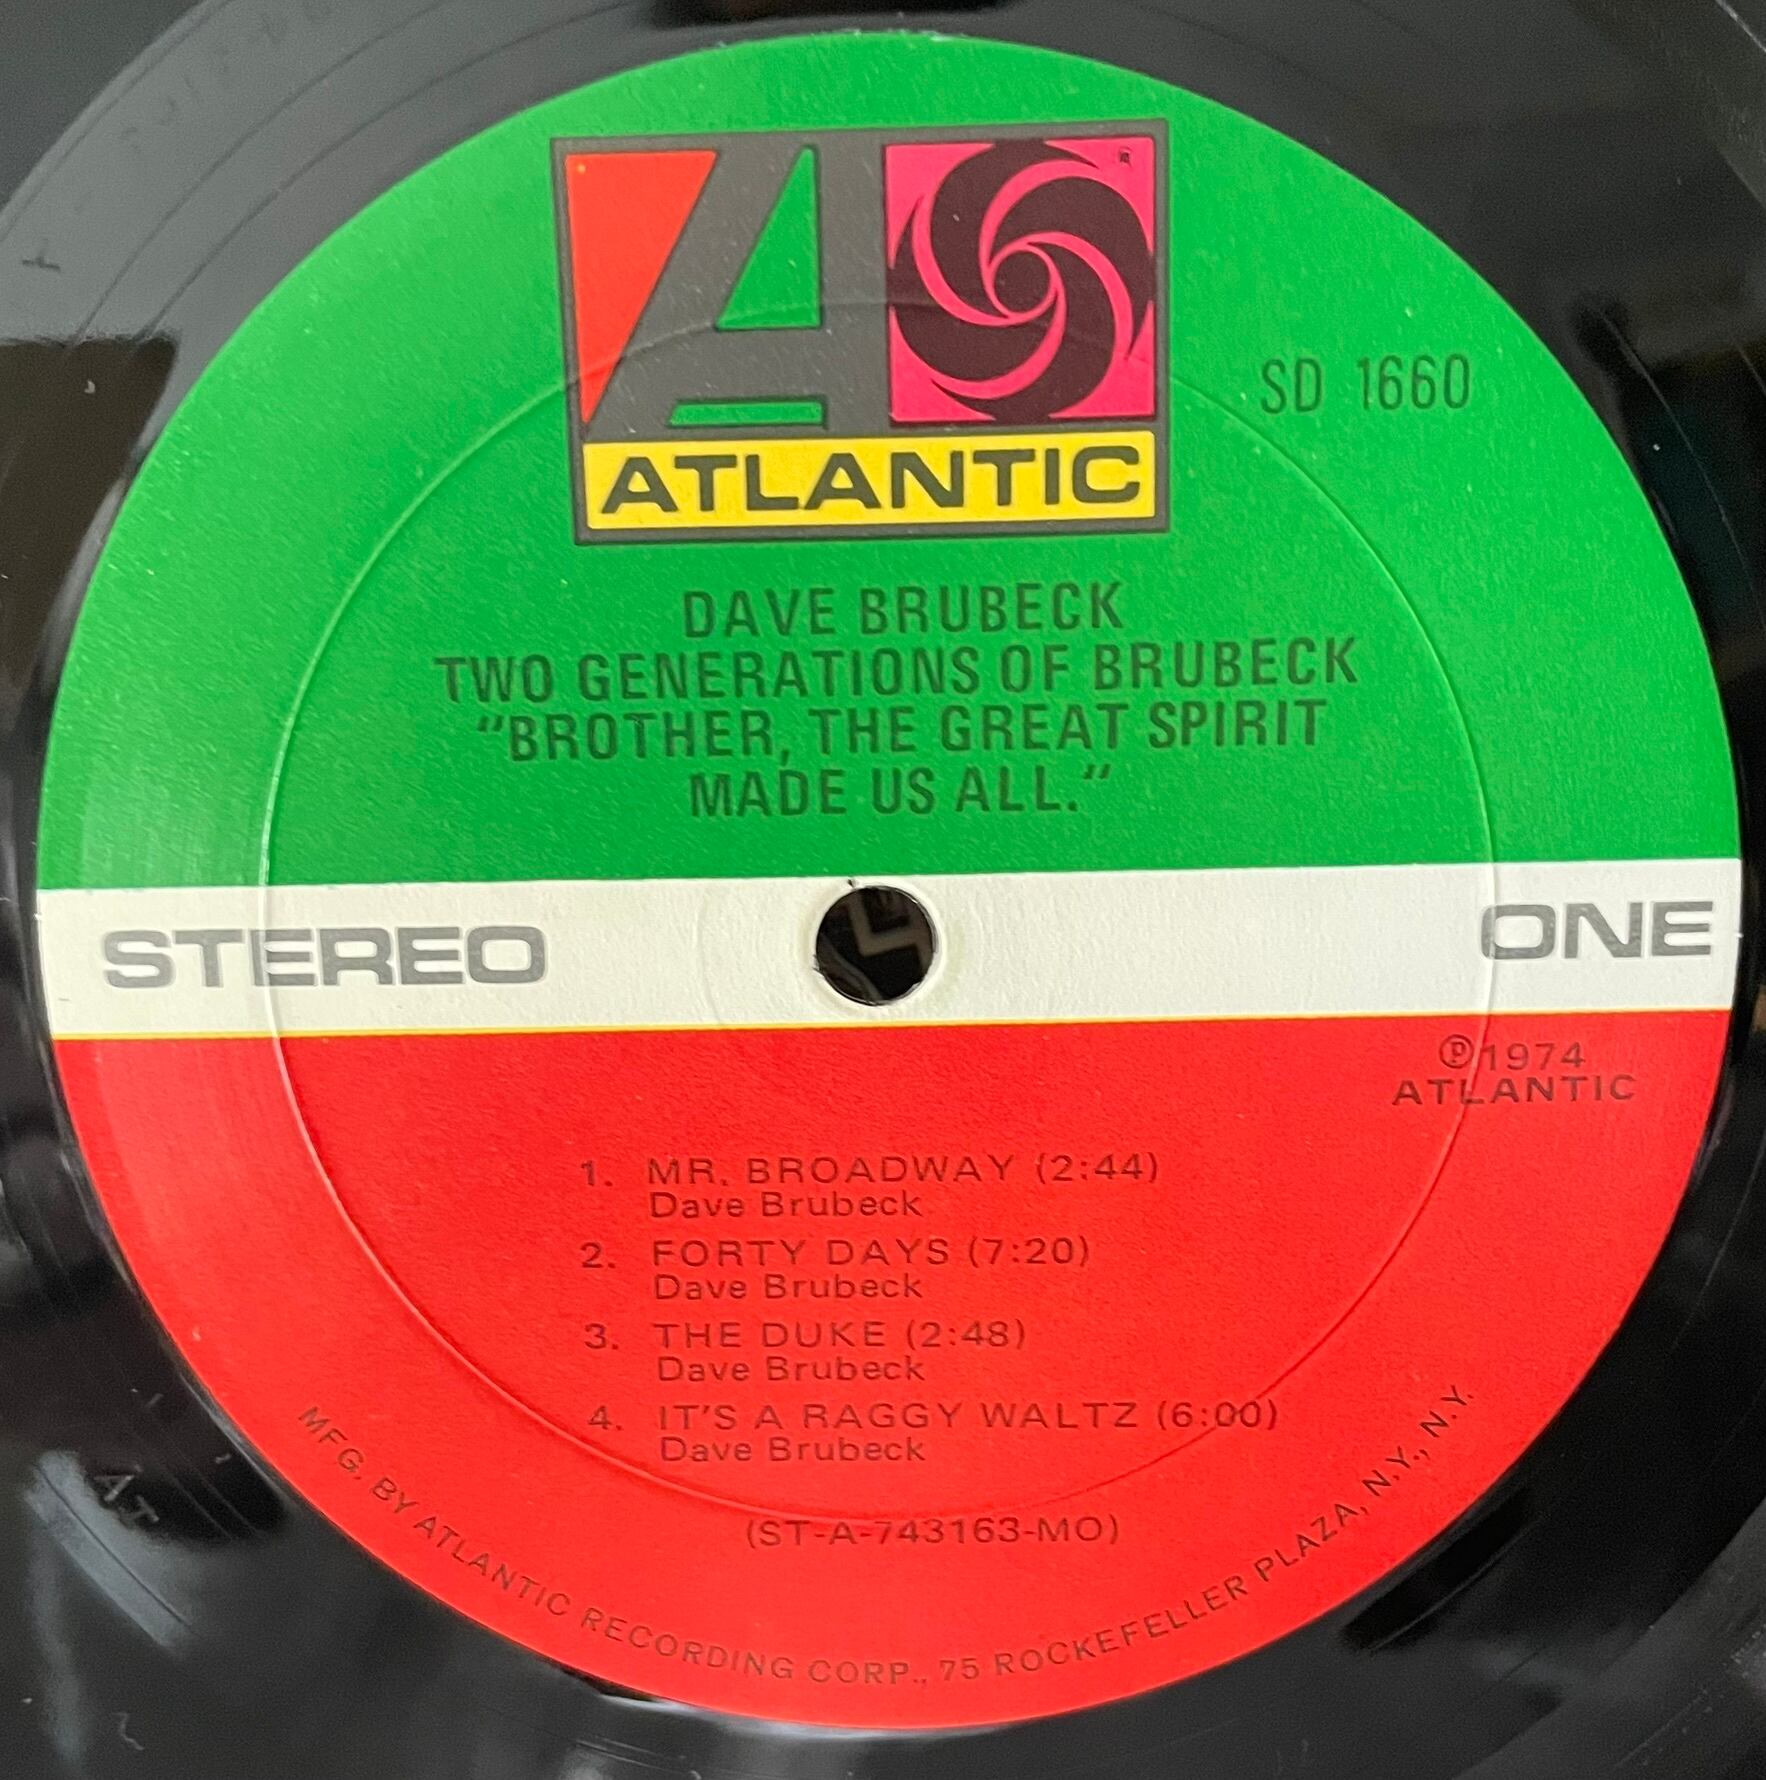 ATLANTIC
SD 1660
DAVE BRUBECK
TWO GENERATIONS OF BRUBECK
"BROTHER, THE GREAT SPIRIT
MADE US ALL."
STEREO
ONE
Ⓟ1974
ATLANTIC
1. MR. BROADWAY (2:44)
Dave Brubeck
2. FORTY DAYS (7:20)
Dave Brubeck
3. THE DUKE (2:48)
Dave Brubeck
4. IT'S A RAGGY WALTZ (6:00)
Dave Brubeck
(ST-A-743163-MO)
MFG. BY ATLANTIC RECORDING CORP., 75 ROCKEFELLER PLAZA, N.Y., N.Y.
AT